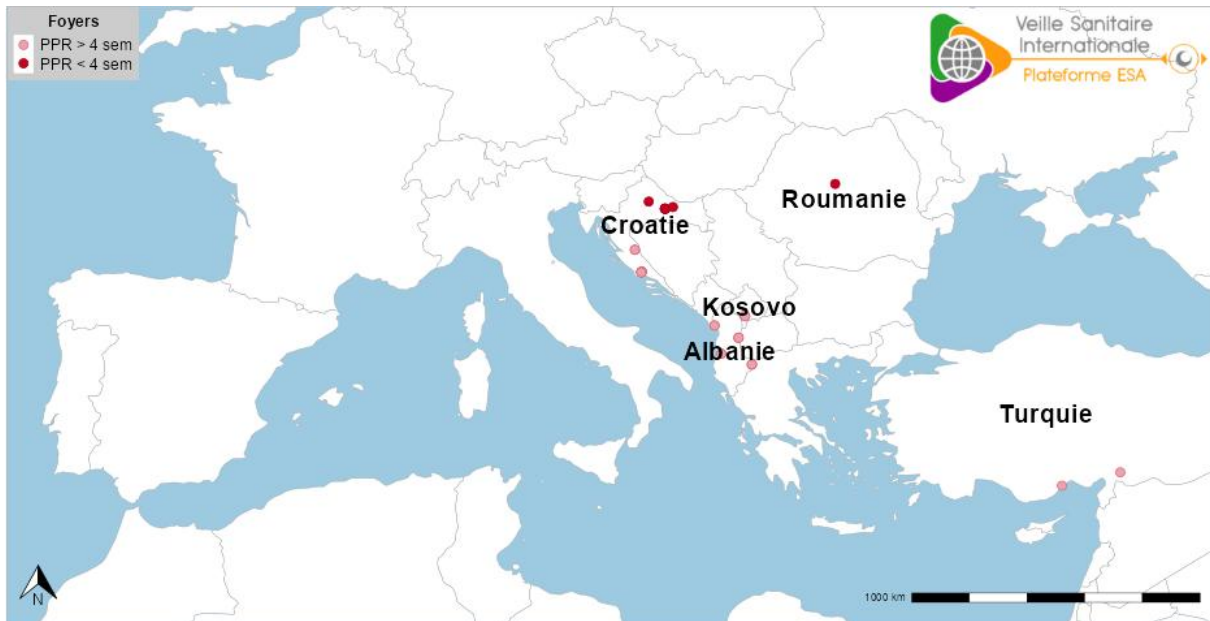 Foyers
PPR > 4 sem
PPR < 4 sem
Veille Sanitaire
Internationale
Plateforme ESA
Roumanie
Croatie
Kosovo
Albanie
Turquie
N
1000 km